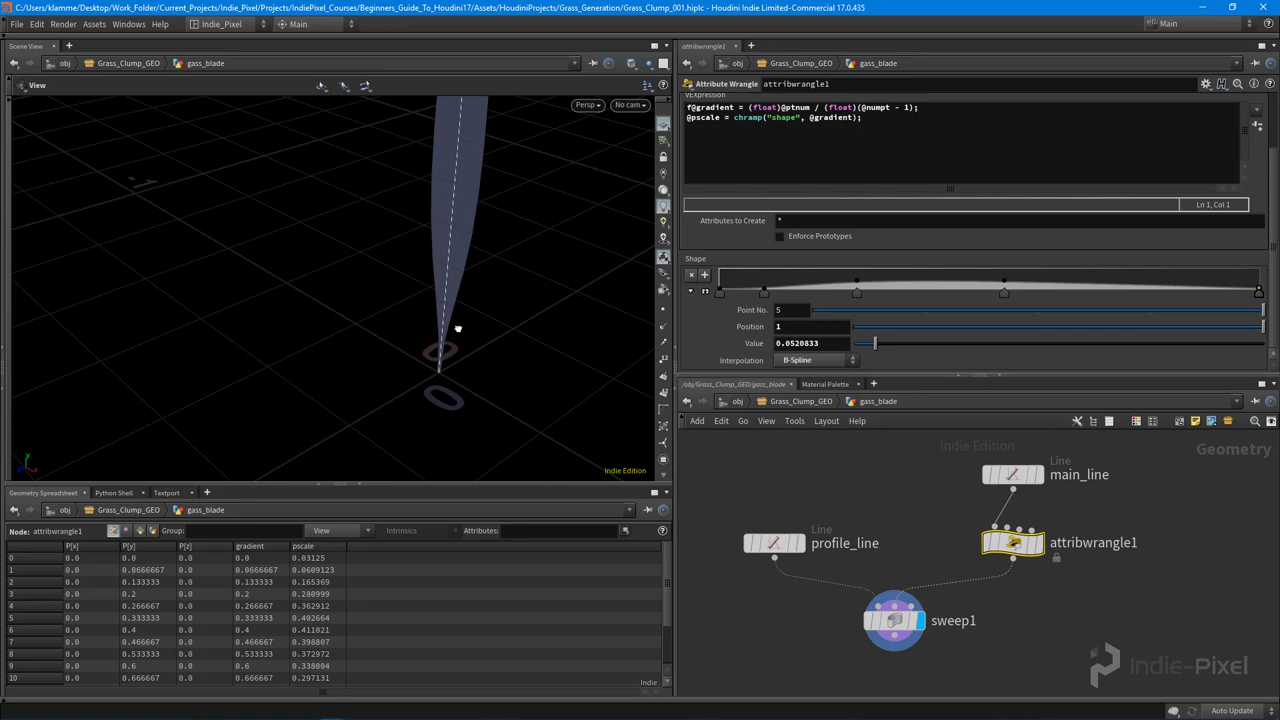 C:/Users/klamme/Desktop/Work_Folder/Current_Projects/Projects/IndiePixel_Courses/Beginners_Guide_To_Houdini17/Assets/HoudiniProjects/Grass_Generation/Grass_Clump_001.hiplc - Houdini Indie Limited-Commercial 17.0.435
File Edit Render Assets Windows Help Indie_Pixel Main Main
Scene View
obj Grass_Clump_GEO gass_blade
View
Persp No cam
Indie Edition
attribwrangle1
obj Grass_Clump_GEO gass_blade
Attribute Wrangle attribwrangle1
VEXpression
f@gradient = (float)@ptnum / (float)(@numpt - 1);
@pscale = chramp("shape", @gradient);
Ln 1, Col 1
Attributes to Create *
Enforce Prototypes
Shape
Point No. 5
Position 1
Value 0.0520833
Interpolation B-Spline
/obj/Grass_Clump_GEO/gass_blade Material Palette
obj Grass_Clump_GEO gass_blade
Add Edit Go View Tools Layout Help
Indie Edition Geometry
Line
main_line
Line
profile_line
attribwrangle1
sweep1
Indie-Pixel
Geometry Spreadsheet Python Shell Textport
obj Grass_Clump_GEO gass_blade
Node: attribwrangle1 Group: View Intrinsics Attributes:
P[x] P[y] P[z] gradient pscale
0 0.0 0.0 0.0 0.0 0.03125
1 0.0 0.0666667 0.0 0.0666667 0.0609123
2 0.0 0.133333 0.0 0.133333 0.165369
3 0.0 0.2 0.0 0.2 0.280999
4 0.0 0.266667 0.0 0.266667 0.362912
5 0.0 0.333333 0.0 0.333333 0.402664
6 0.0 0.4 0.0 0.4 0.411021
7 0.0 0.466667 0.0 0.466667 0.398807
8 0.0 0.533333 0.0 0.533333 0.372972
9 0.0 0.6 0.0 0.6 0.338004
10 0.0 0.666667 0.0 0.666667 0.297131
Indie
Auto Update